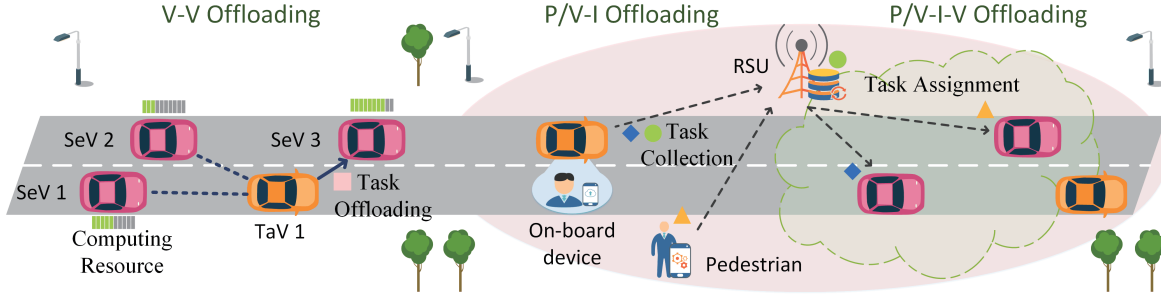 V-V Offloading
P/V-I Offloading
P/V-I-V Offloading
RSU
Task Assignment
SeV 2
SeV 3
Task
Collection
SeV 1
Task
Offloading
TaV 1
Computing
Resource
On-board
device
Pedestrian